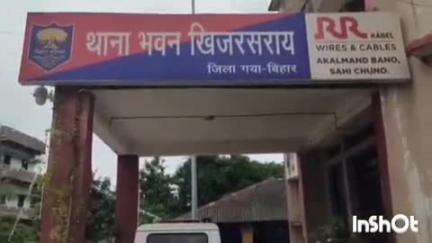 थाना भवन खिजरसराय
जिला गया-बिहार
RR KABEL
WIRES & CABLES
AKALMAND BANO,
SAHI CHUNO.
InShOt